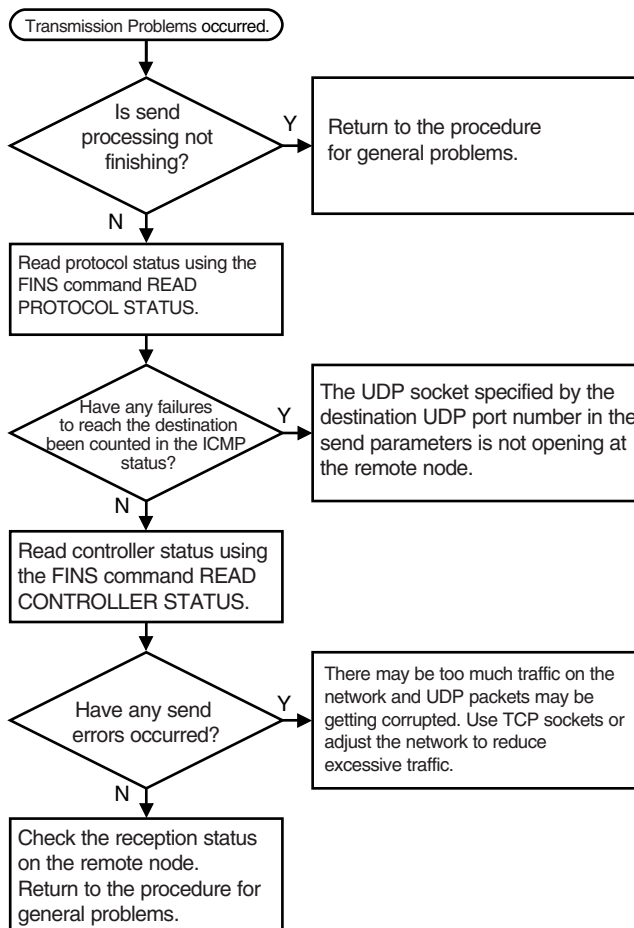 Transmission Problems occurred.
Is send
processing not
finishing?
Y
Return to the procedure
for general problems.
N
Read protocol status using the
FINS command READ
PROTOCOL STATUS.
Have any failures
to reach the destination
been counted in the ICMP
status?
Y
The UDP socket specified by the
destination UDP port number in the
send parameters is not opening at
the remote node.
N
Read controller status using
the FINS command READ
CONTROLLER STATUS.
Have any send
errors occurred?
Y
There may be too much traffic on the
network and UDP packets may be
getting corrupted. Use TCP sockets or
adjust the network to reduce
excessive traffic.
N
Check the reception status
on the remote node.
Return to the procedure for
general problems.